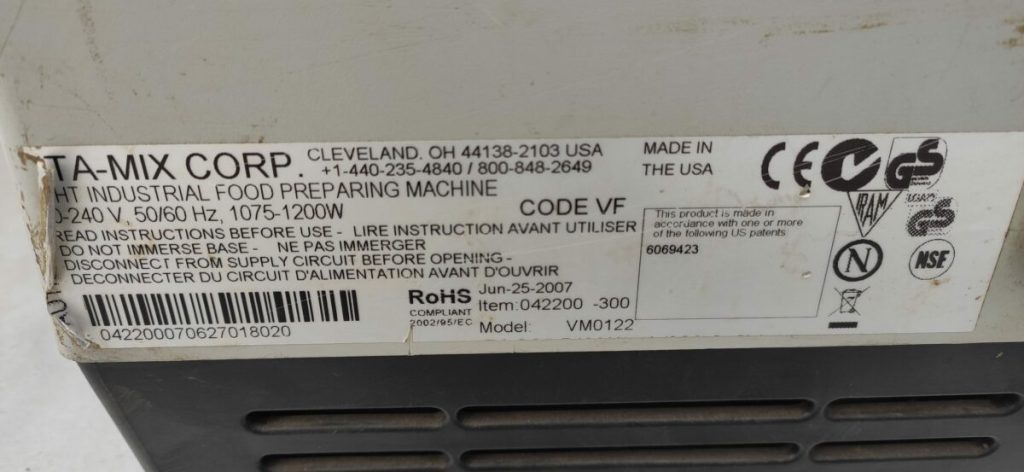 TA-MIX CORP. CLEVELAND, OH 44138-2103 USA
+1-440-235-4840 / 800-848-2649
HT INDUSTRIAL FOOD PREPARING MACHINE
0-240 V, 50/60 Hz, 1075-1200W
CODE VF
READ INSTRUCTIONS BEFORE USE - LIRE INSTRUCTION AVANT UTILISER
DO NOT IMMERSE BASE - NE PAS IMMERGER
DISCONNECT FROM SUPPLY CIRCUIT BEFORE OPENING -
DECONNECTER DU CIRCUIT D'ALIMENTATION AVANT D'OUVRIR
042200070627018020
RoHS
COMPLIANT
2002/95/EC
Jun-25-2007
Item:042200 -300
Model: VM0122
MADE IN
THE USA
This product is made in
accordance with one or more
of the following US patents:
6069423
CE
GS
IRAM
GS
N
NSF